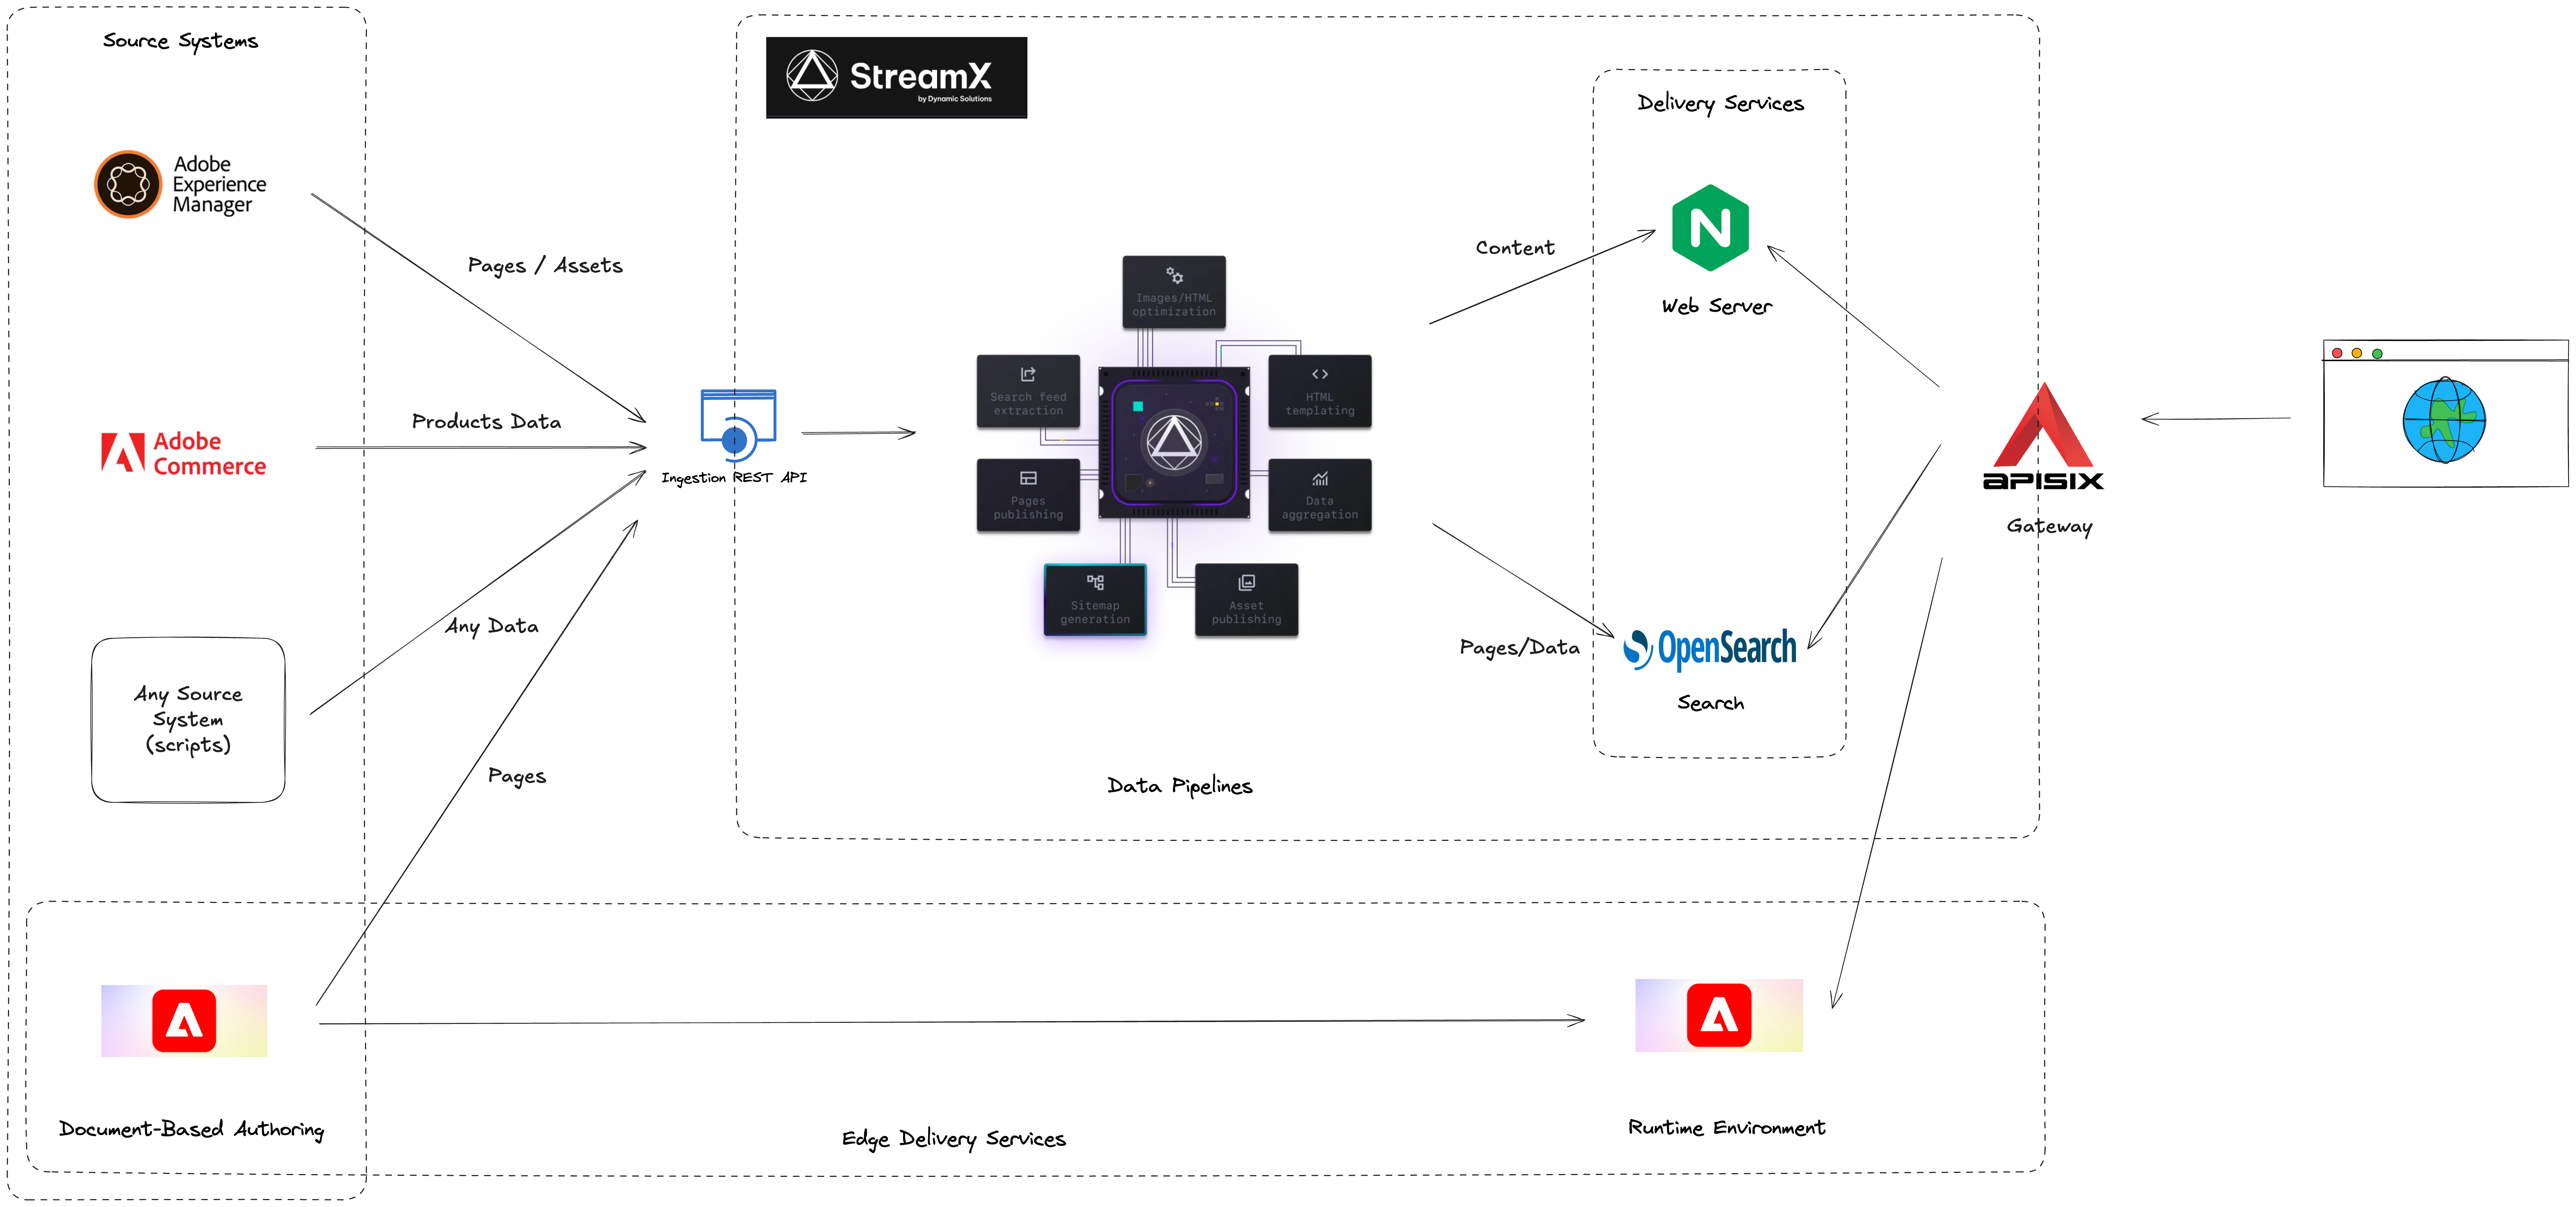 Source Systems
Adobe
Experience
Manager
Pages / Assets
Adobe
Commerce
Products Data
Any Source
System
(scripts)
Any Data
Pages
Ingestion REST API
StreamX
by Dynamic Solutions
Images/HTML
optimization
Search feed
extraction
HTML
templating
Pages
publishing
Data
aggregation
Sitemap
generation
Asset
publishing
Data Pipelines
Content
Pages/Data
Delivery Services
Web Server
OpenSearch
Search
APISIX
Gateway
Document-Based Authoring
Edge Delivery Services
Runtime Environment